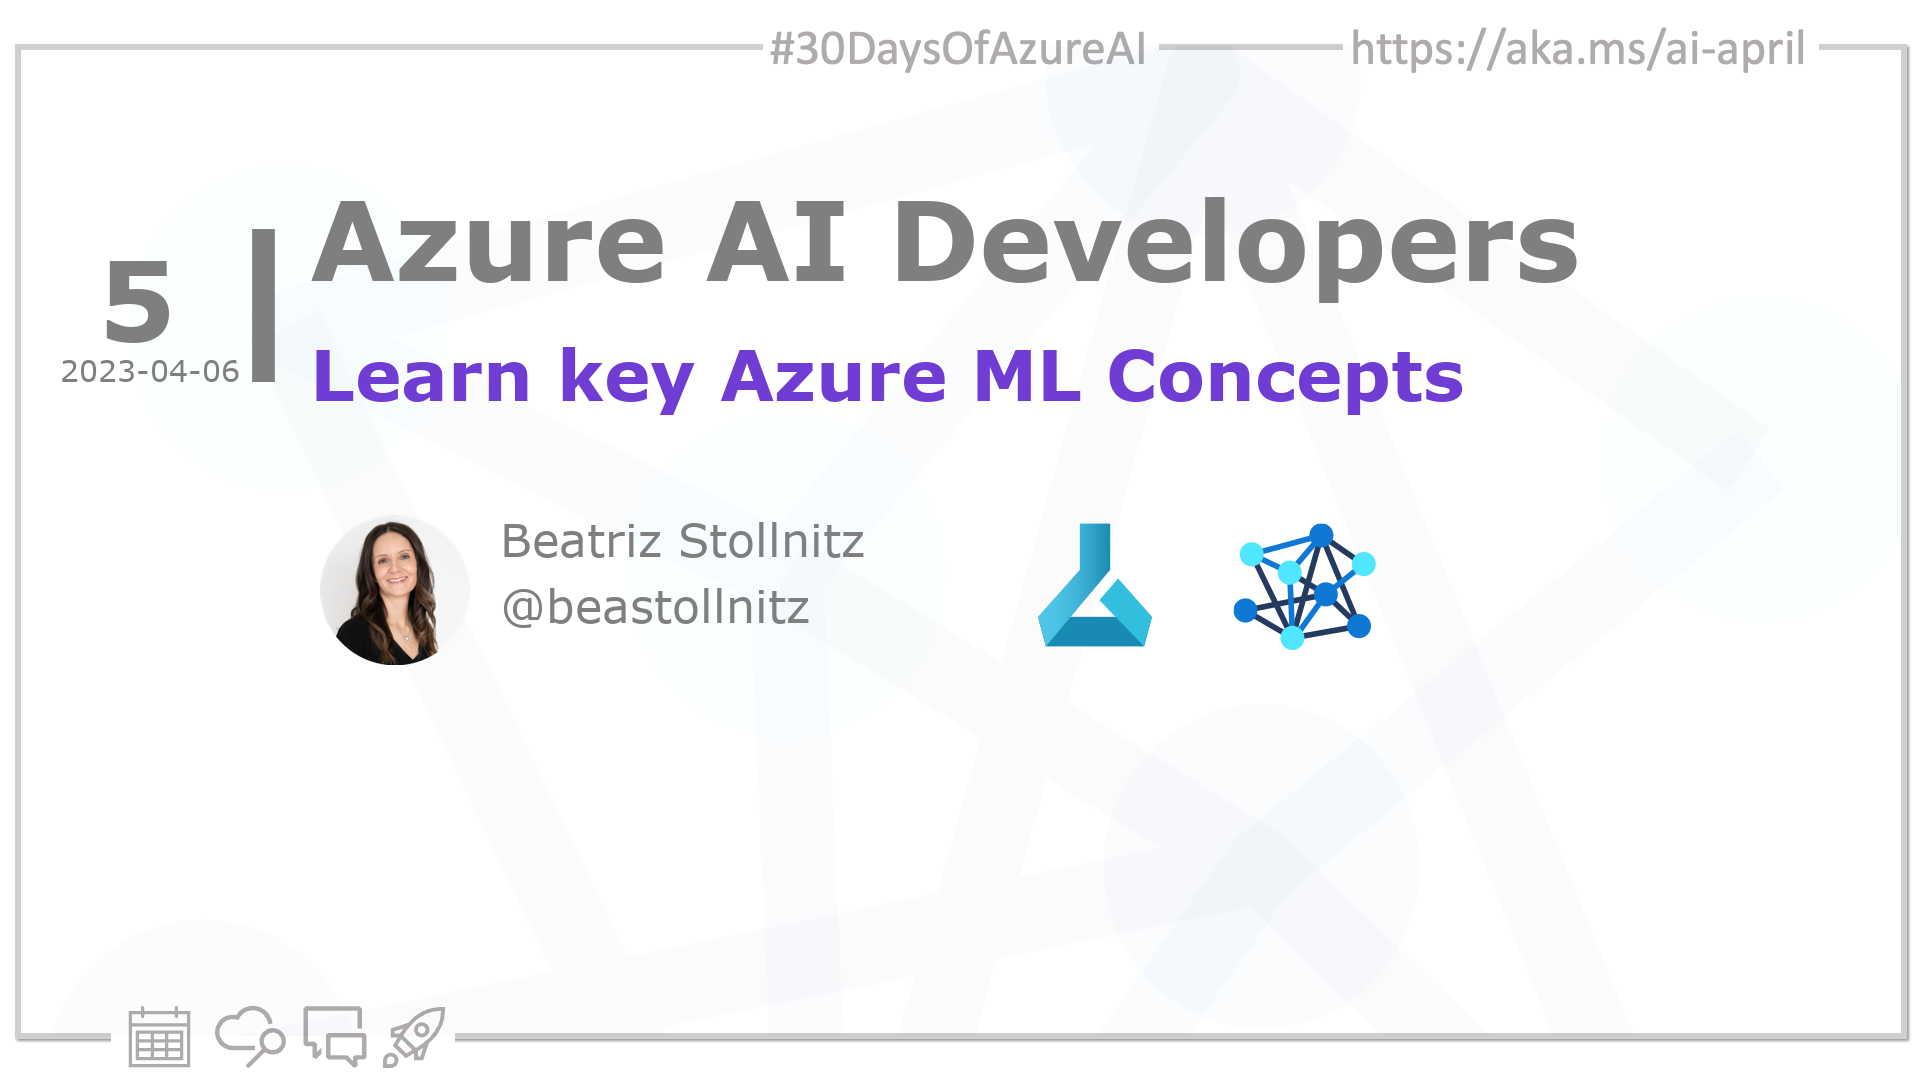 #30DaysOfAzureAI
https://aka.ms/ai-april
5
2023-04-06
Azure AI Developers
Learn key Azure ML Concepts
Beatriz Stollnitz
@beastollnitz